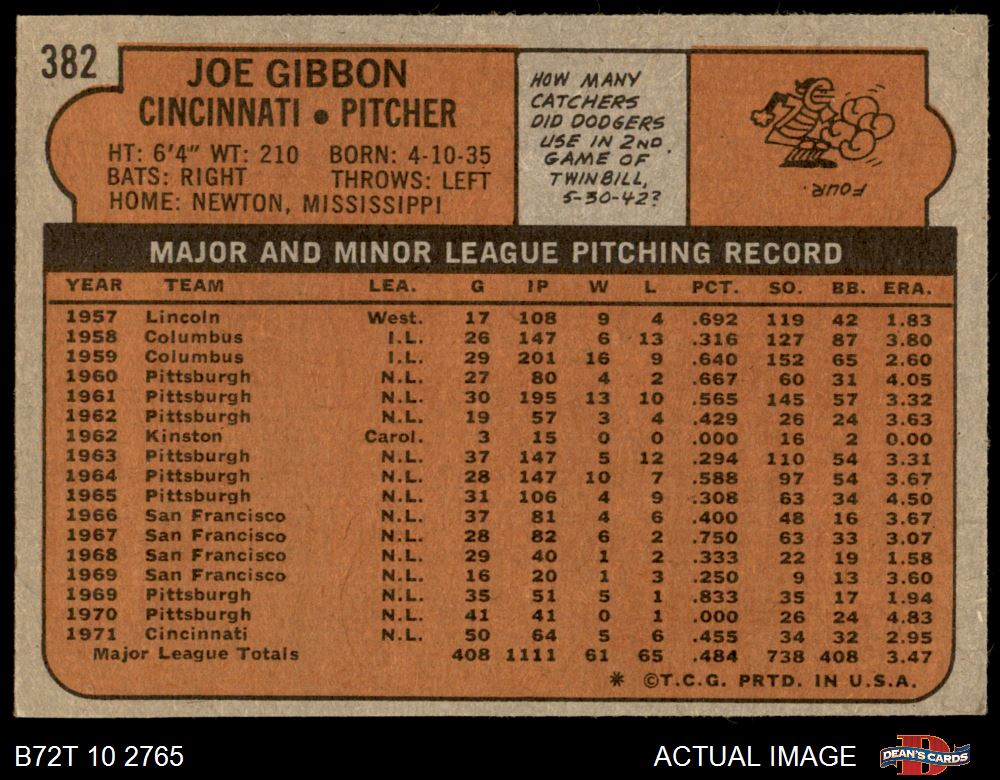 382
JOE GIBBON
CINCINNATI • PITCHER
HT: 6'4" WT: 210 BORN: 4-10-35
BATS: RIGHT THROWS: LEFT
HOME: NEWTON, MISSISSIPPI
HOW MANY
CATCHERS
DID DODGERS
USE IN 2ND
GAME OF
TWINBILL,
5-30-42?
FOUR.
MAJOR AND MINOR LEAGUE PITCHING RECORD
YEAR TEAM LEA. G IP W L PCT. SO. BB. ERA.
1957 Lincoln West. 17 108 9 4 .692 119 42 1.83
1958 Columbus I.L. 26 147 6 13 .316 127 87 3.80
1959 Columbus I.L. 29 201 16 9 .640 152 65 2.60
1960 Pittsburgh N.L. 27 80 4 2 .667 60 31 4.05
1961 Pittsburgh N.L. 30 195 13 10 .565 145 57 3.32
1962 Pittsburgh N.L. 19 57 3 4 .429 26 24 3.63
1962 Kinston Carol. 3 15 0 0 .000 16 2 0.00
1963 Pittsburgh N.L. 37 147 5 12 .294 110 54 3.31
1964 Pittsburgh N.L. 28 147 10 7 .588 97 54 3.67
1965 Pittsburgh N.L. 31 106 4 9 .308 63 34 4.50
1966 San Francisco N.L. 37 81 4 6 .400 48 16 3.67
1967 San Francisco N.L. 28 82 6 2 .750 63 33 3.07
1968 San Francisco N.L. 29 40 1 2 .333 22 19 1.58
1969 San Francisco N.L. 16 20 1 3 .250 9 13 3.60
1969 Pittsburgh N.L. 35 51 5 1 .833 35 17 1.94
1970 Pittsburgh N.L. 41 41 0 1 .000 26 24 4.83
1971 Cincinnati N.L. 50 64 5 6 .455 34 32 2.95
Major League Totals 408 1111 61 65 .484 738 408 3.47
* ©T.C.G. PRTD. IN U.S.A.
B72T 10 2765
ACTUAL IMAGE
DEAN'S CARDS